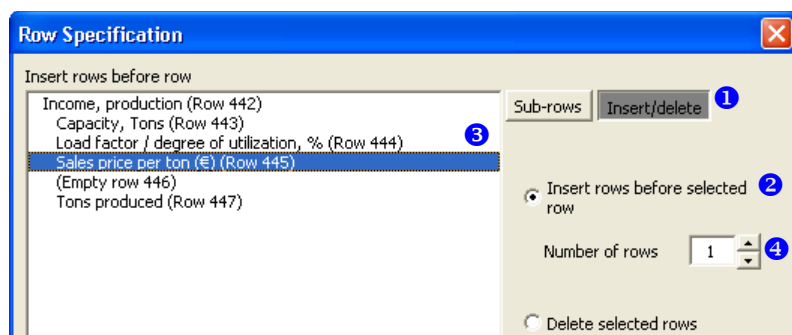 Row Specification
Insert rows before row
Income, production (Row 442)
Capacity, Tons (Row 443)
Load factor / degree of utilization, % (Row 444)
Sales price per ton (€) (Row 445)
(Empty row 446)
Tons produced (Row 447)
3
Sub-rows
Insert/delete
1
Insert rows before selected
row
2
Number of rows
1
4
Delete selected rows